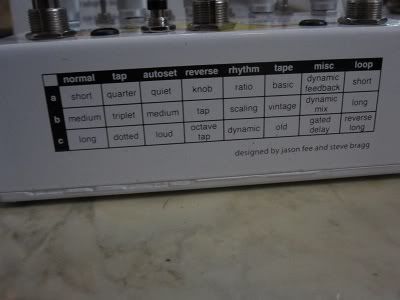 normal tap autoset reverse rhythm tape misc loop
a short quarter quiet knob ratio basic dynamic feedback short
b medium triplet medium tap scaling vintage dynamic mix long
c long dotted loud octave tap dynamic old gated delay reverse long
designed by jason fee and steve bragg